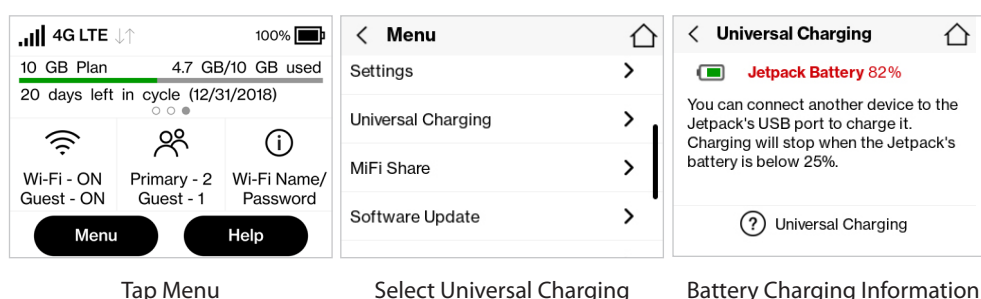 4G LTE
100%
10 GB Plan 4.7 GB/10 GB used
20 days left in cycle (12/31/2018)
Wi-Fi - ON
Guest - ON
Primary - 2
Guest - 1
Wi-Fi Name/
Password
Menu
Help
Tap Menu
Menu
Settings
Universal Charging
MiFi Share
Software Update
Select Universal Charging
Universal Charging
Jetpack Battery 82%
You can connect another device to the
Jetpack's USB port to charge it.
Charging will stop when the Jetpack's
battery is below 25%.
? Universal Charging
Battery Charging Information